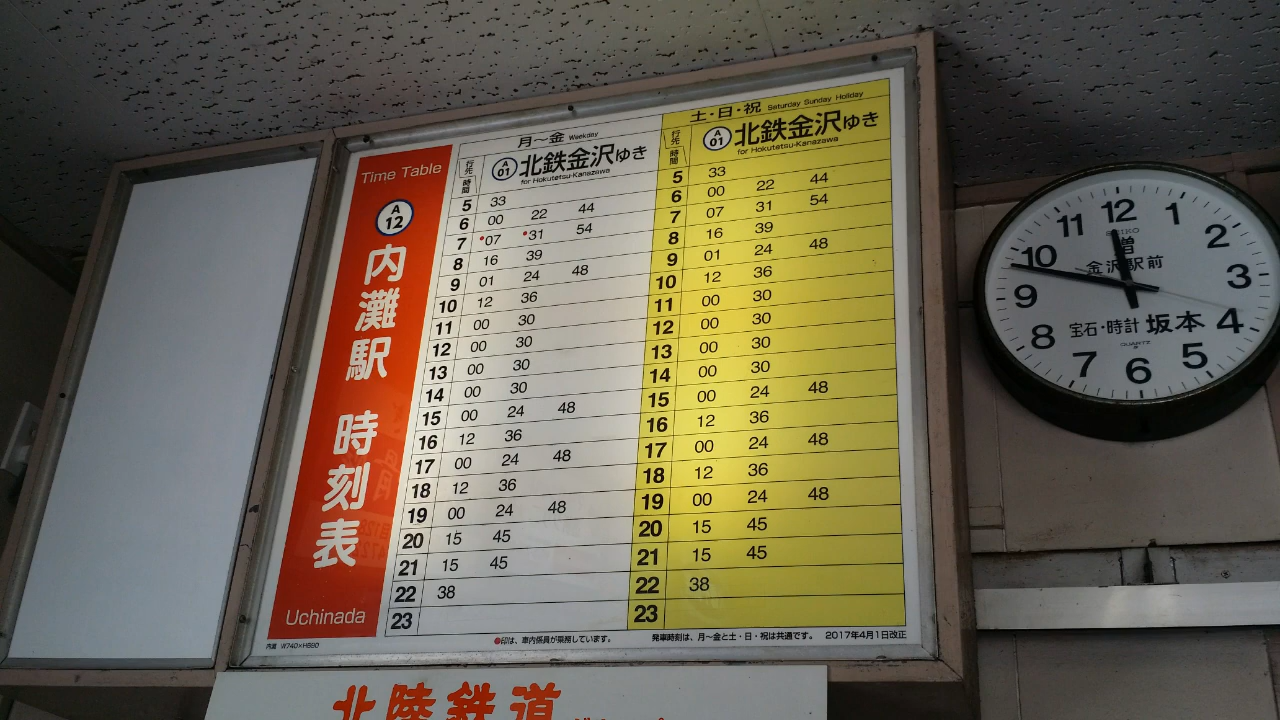 Time Table
A
12
内灘駅 時刻表
Uchinada
月～金 Weekday
行先
時間
A
01
北鉄金沢ゆき
for Hokutetsu-Kanazawa
5 33
6 00 22 44
7 ●07 ●31 54
8 16 39
9 01 24 48
10 12 36
11 00 30
12 00 30
13 00 30
14 00 30
15 00 24 48
16 12 36
17 00 24 48
18 12 36
19 00 24 48
20 15 45
21 15 45
22 38
23
土・日・祝 Saturday Sunday Holiday
行先
時間
A
01
北鉄金沢ゆき
for Hokutetsu-Kanazawa
5 33
6 00 22 44
7 07 31 54
8 16 39
9 01 24 48
10 12 36
11 00 30
12 00 30
13 00 30
14 00 30
15 00 24 48
16 12 36
17 00 24 48
18 12 36
19 00 24 48
20 15 45
21 15 45
22 38
23
内灘 W740×H890
●印は、車内係員が乗務しています。
発車時刻は、月～金と土・日・祝は共通です。 2017年4月1日改正
北陸鉄道
12 1 2 3 4 5 6 7 8 9 10 11
SEIKO
増
金沢駅前
宝石・時計 坂本
QUARTZ